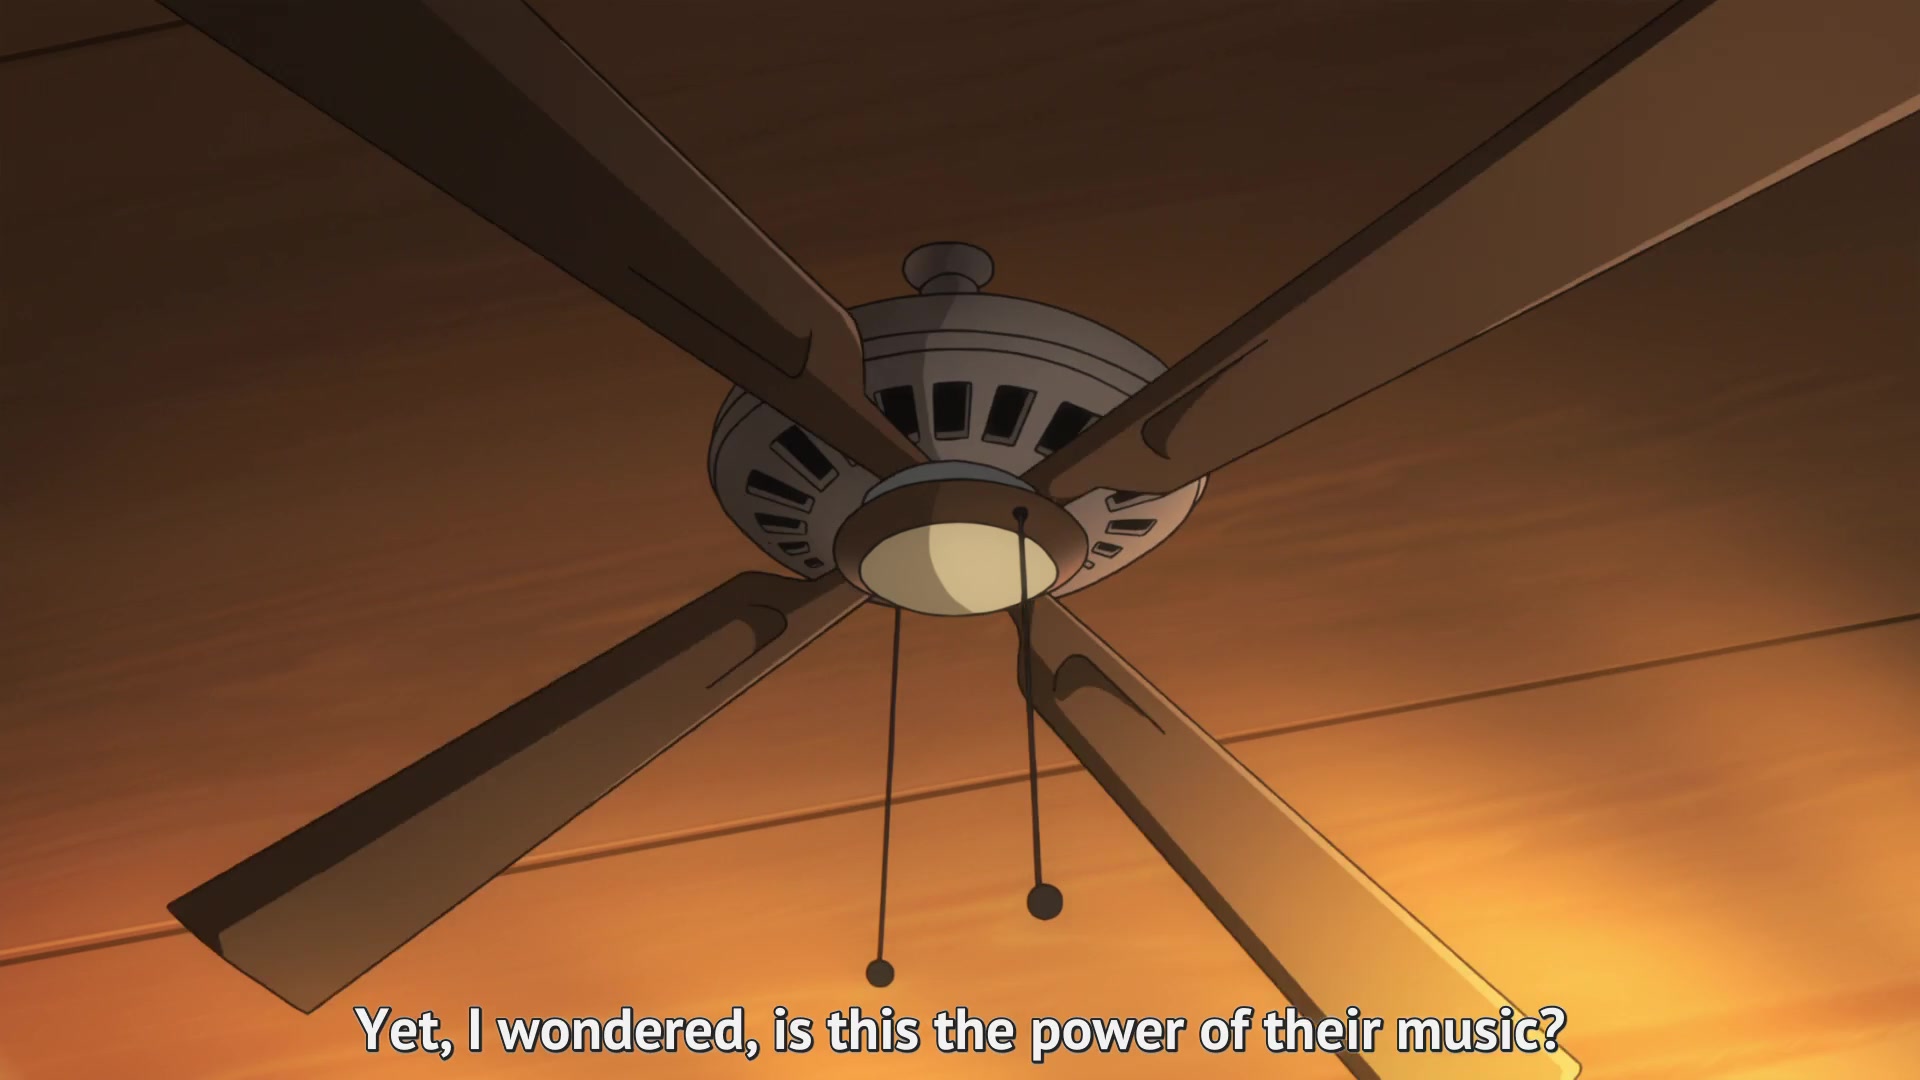 Yet, I wondered, is this the power of their music?